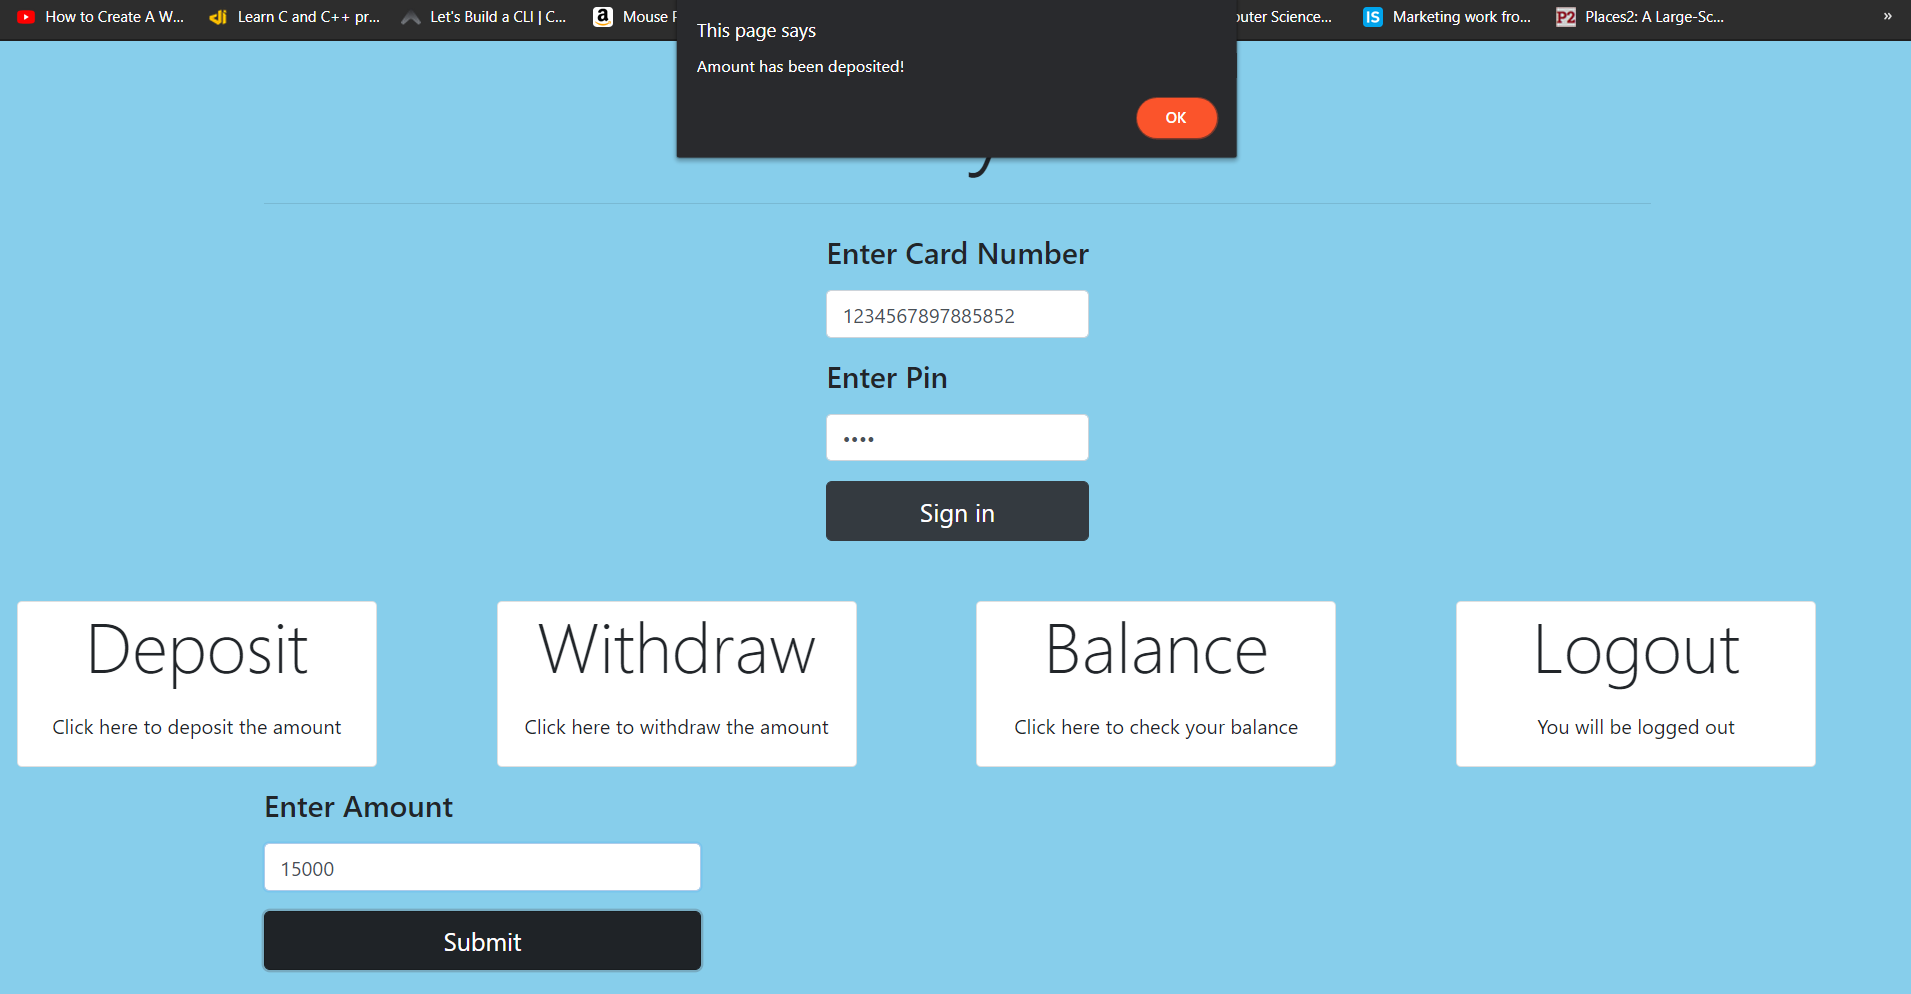 How to Create A W...
Learn C and C++ pr...
Let's Build a CLI | C...
Mouse
Science...
Marketing work fro...
Places2: A Large-Sc...
»
This page says
Amount has been deposited!
OK
Enter Card Number
1234567897885852
Enter Pin
••••
Sign in
Deposit
Click here to deposit the amount
Withdraw
Click here to withdraw the amount
Balance
Click here to check your balance
Logout
You will be logged out
Enter Amount
15000
Submit